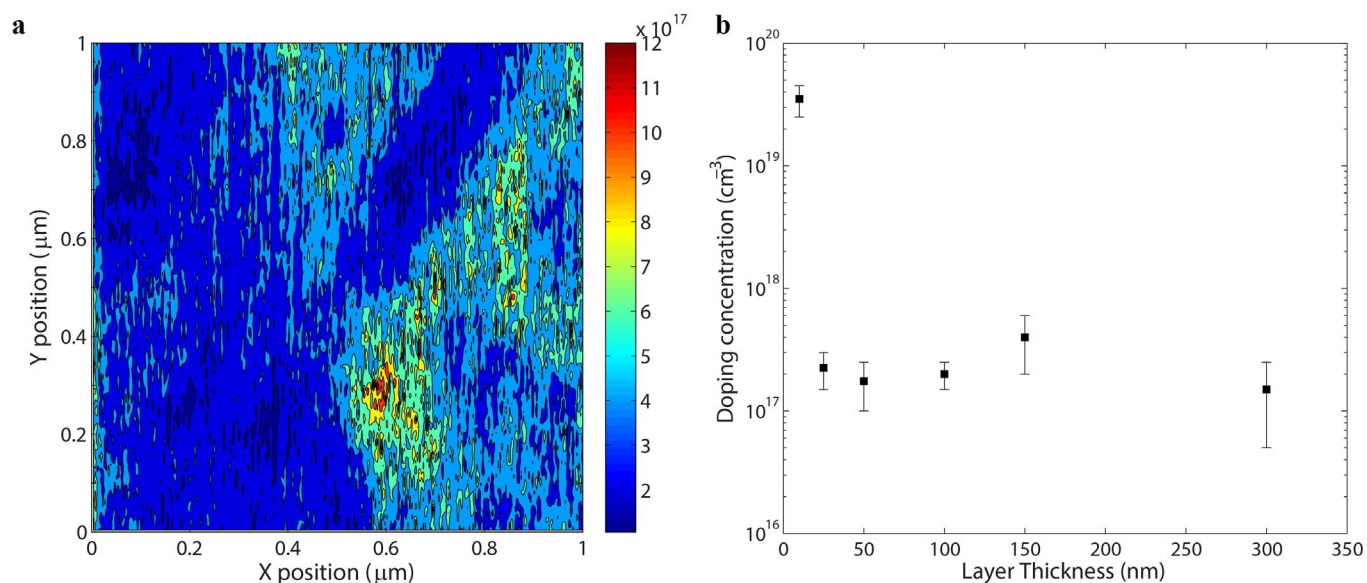 a
x 10^17
1
0.8
0.6
0.4
0.2
0
Y position (μm)
0 0.2 0.4 0.6 0.8 1
X position (μm)
12
11
10
9
8
7
6
5
4
3
2
b
10^20
10^19
10^18
10^17
10^16
Doping concentration (cm^-3)
0 50 100 150 200 250 300 350
Layer Thickness (nm)